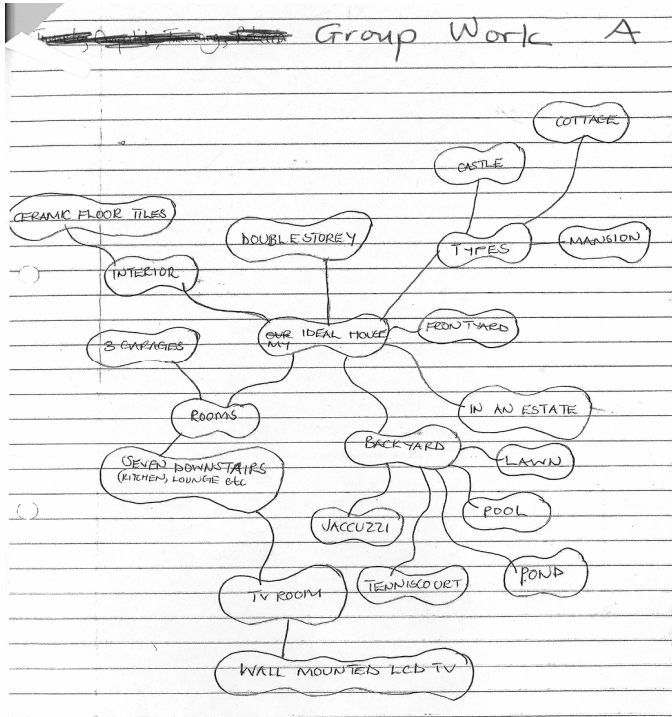 Group Work A
COTTAGE
CASTLE
CERAMIC FLOOR TILES
DOUBLESTOREY
TYPES
MANSION
INTERIOR
OUR IDEAL HOUSE
MY
FRONTYARD
3 GARAGES
IN AN ESTATE
ROOMS
BACKYARD
LAWN
SEVEN DOWNSTAIRS
(KITCHEN, LOUNGE etc
POOL
JACCUZZI
POND
TV ROOM
TENNISCOURT
WALL MOUNTED LCD TV